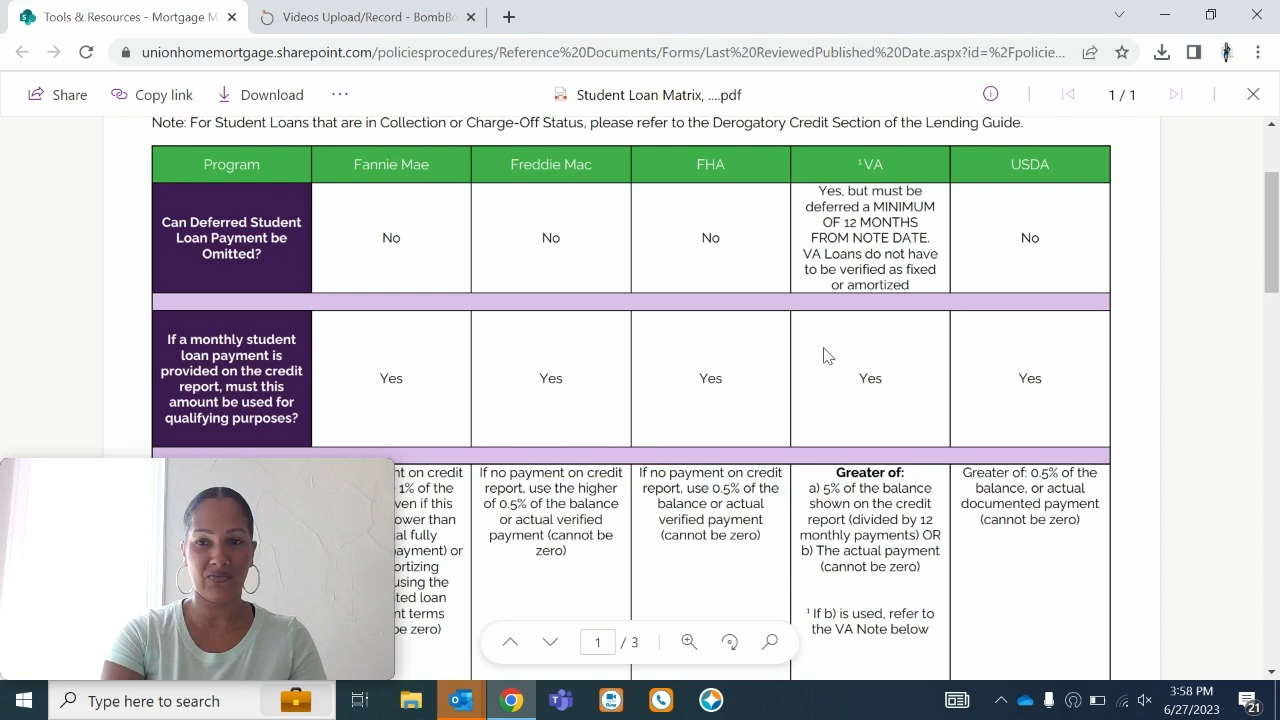 Tools & Resources - Mortgage M
Videos Upload/Record - BombBo
unionhomemortgage.sharepoint.com/policiesprocedures/Reference%20Documents/Forms/Last%20ReviewedPublished%20Date.aspx?id=%2Fpolicie...
Share
Copy link
Download
...
Student Loan Matrix, ....pdf
1 / 1
Note: For Student Loans that are in Collection or Charge-Off Status, please refer to the Derogatory Credit Section of the Lending Guide.
Program
Fannie Mae
Freddie Mac
FHA
¹ VA
USDA
Can Deferred Student
Loan Payment be
Omitted?
No
No
No
Yes, but must be
deferred a MINIMUM
OF 12 MONTHS
FROM NOTE DATE.
VA Loans do not have
to be verified as fixed
or amortized
No
If a monthly student
loan payment is
provided on the credit
report, must this
amount be used for
qualifying purposes?
Yes
Yes
Yes
Yes
Yes
nt on credit
1% of the
ven if this
ower than
al fully
payment) or
ortizing
using the
ted loan
nt terms
be zero)
If no payment on credit
report, use the higher
of 0.5% of the balance
or actual verified
payment (cannot be
zero)
If no payment on credit
report, use 0.5% of the
balance or actual
verified payment
(cannot be zero)
Greater of:
a) 5% of the balance
shown on the credit
report (divided by 12
monthly payments) OR
b) The actual payment
(cannot be zero)
¹ If b) is used, refer to
the VA Note below
Greater of: 0.5% of the
balance, or actual
documented payment
(cannot be zero)
1 / 3
Type here to search
3:58 PM
6/27/2023
21